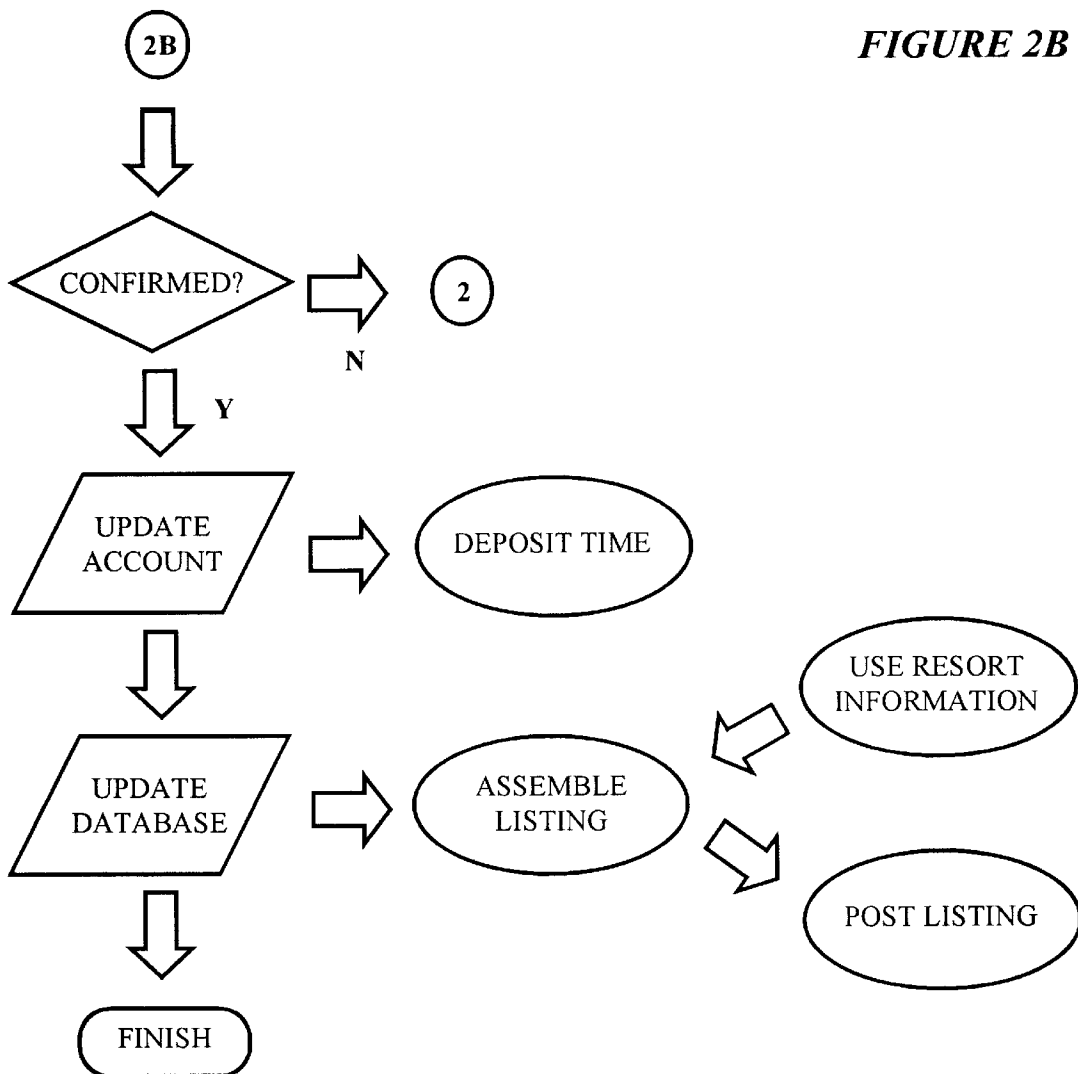 2B
FIGURE 2B
CONFIRMED?
2
N
Y
UPDATE
ACCOUNT
DEPOSIT TIME
USE RESORT
INFORMATION
UPDATE
DATABASE
ASSEMBLE
LISTING
POST LISTING
FINISH